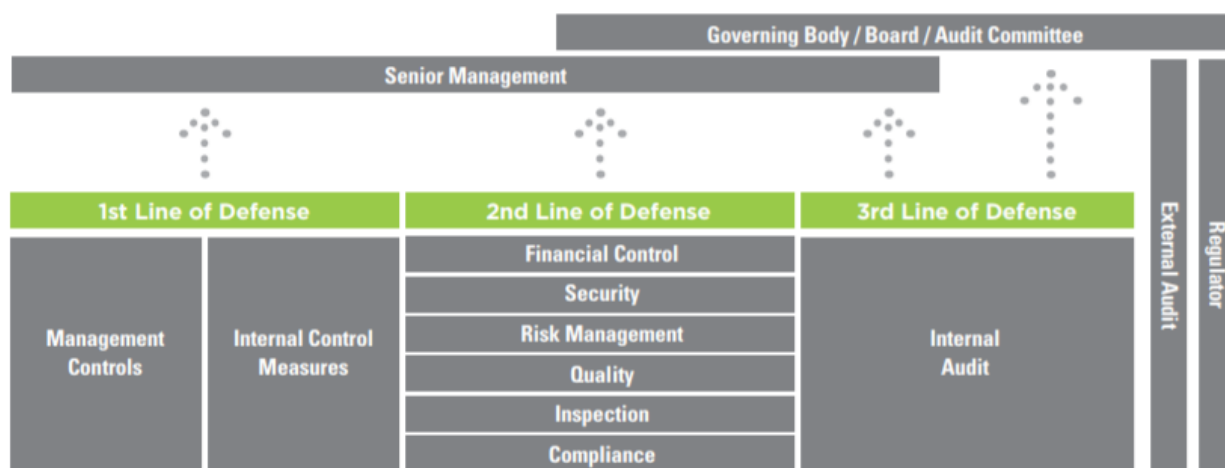 Governing Body / Board / Audit Committee
Senior Management
1st Line of Defense
2nd Line of Defense
3rd Line of Defense
Management
Controls
Internal Control
Measures
Financial Control
Security
Risk Management
Quality
Inspection
Compliance
Internal
Audit
External Audit
Regulator